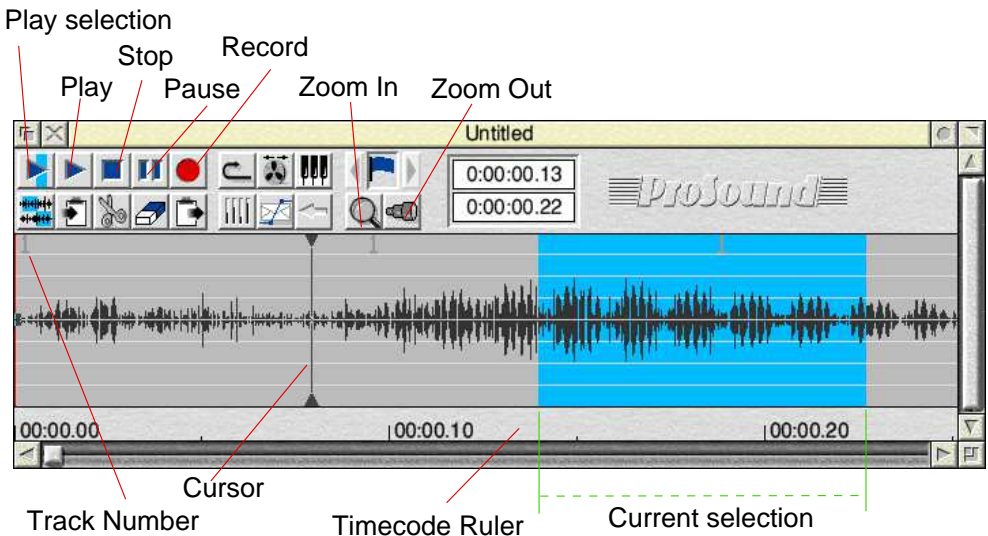 Play selection
Stop
Record
Play
Pause
Zoom In
Zoom Out
Untitled
0:00:00.13
0:00:00.22
ProSound
1
1
1
00:00.00
00:00.10
00:00.20
Cursor
Track Number
Timecode Ruler
Current selection